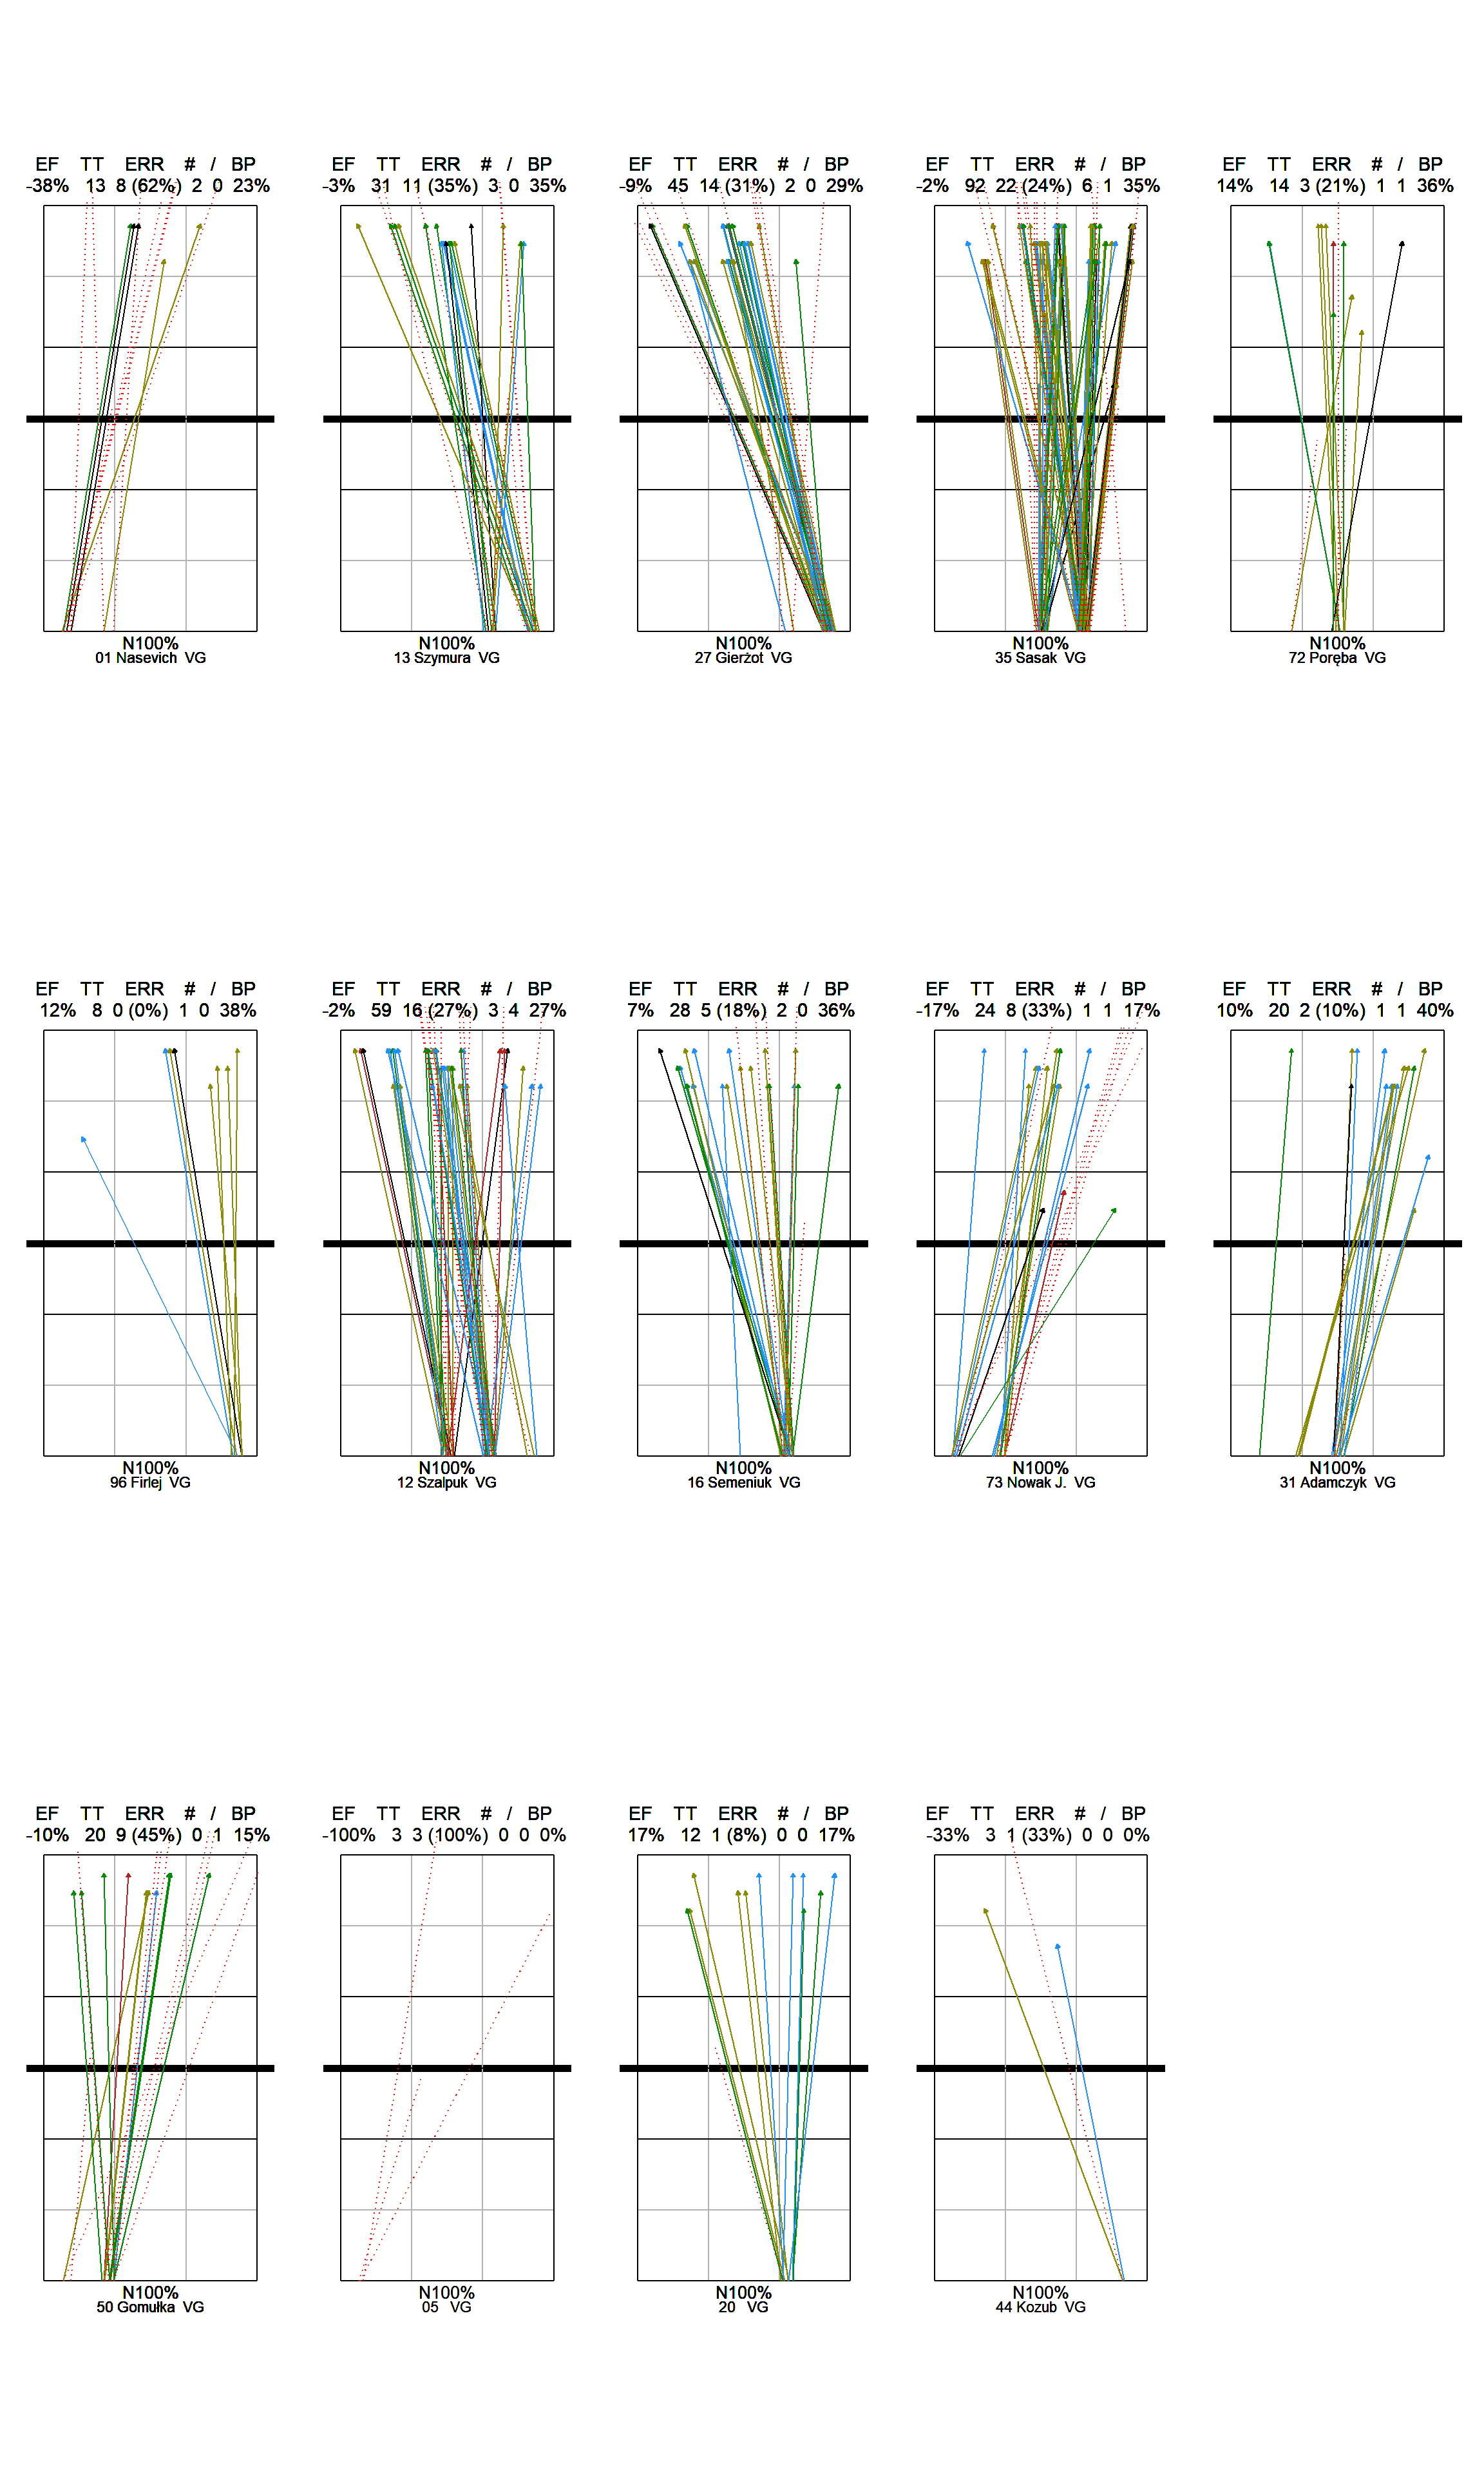 EF TT ERR # / BP
-38% 13 8 (62%) 2 0 23%
N100%
01 Nasevich VG
EF TT ERR # / BP
-3% 31 11 (35%) 3 0 35%
N100%
13 Szymura VG
EF TT ERR # / BP
-9% 45 14 (31%) 2 0 29%
N100%
27 Gierżot VG
EF TT ERR # / BP
-2% 92 22 (24%) 6 1 35%
N100%
35 Sasak VG
EF TT ERR # / BP
14% 14 3 (21%) 1 1 36%
N100%
72 Poręba VG
EF TT ERR # / BP
12% 8 0 (0%) 1 0 38%
N100%
96 Firlej VG
EF TT ERR # / BP
-2% 59 16 (27%) 3 4 27%
N100%
12 Szalpuk VG
EF TT ERR # / BP
7% 28 5 (18%) 2 0 36%
N100%
16 Semeniuk VG
EF TT ERR # / BP
-17% 24 8 (33%) 1 1 17%
N100%
73 Nowak J. VG
EF TT ERR # / BP
10% 20 2 (10%) 1 1 40%
N100%
31 Adamczyk VG
EF TT ERR # / BP
-10% 20 9 (45%) 0 1 15%
N100%
50 Gomułka VG
EF TT ERR # / BP
-100% 3 3 (100%) 0 0 0%
N100%
05 VG
EF TT ERR # / BP
17% 12 1 (8%) 0 0 17%
N100%
20 VG
EF TT ERR # / BP
-33% 3 1 (33%) 0 0 0%
N100%
44 Kozub VG